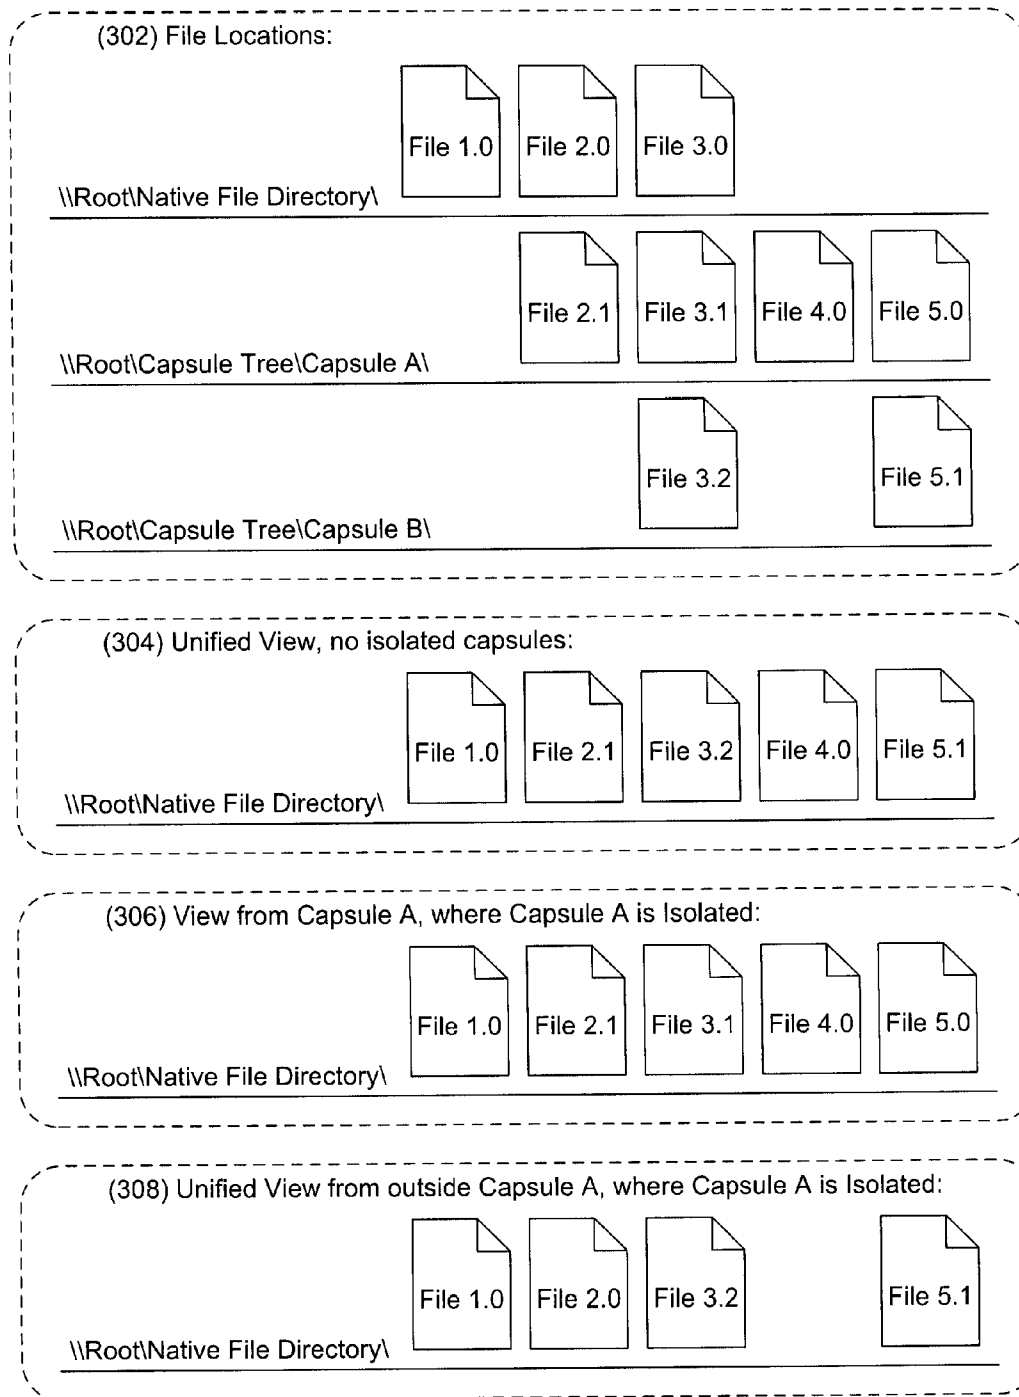 (302) File Locations:
File 1.0 File 2.0 File 3.0
\\Root\Native File Directory\
File 2.1 File 3.1 File 4.0 File 5.0
\\Root\Capsule Tree\Capsule A\
File 3.2 File 5.1
\\Root\Capsule Tree\Capsule B\
(304) Unified View, no isolated capsules:
File 1.0 File 2.1 File 3.2 File 4.0 File 5.1
\\Root\Native File Directory\
(306) View from Capsule A, where Capsule A is Isolated:
File 1.0 File 2.1 File 3.1 File 4.0 File 5.0
\\Root\Native File Directory\
(308) Unified View from outside Capsule A, where Capsule A is Isolated:
File 1.0 File 2.0 File 3.2 File 5.1
\\Root\Native File Directory\